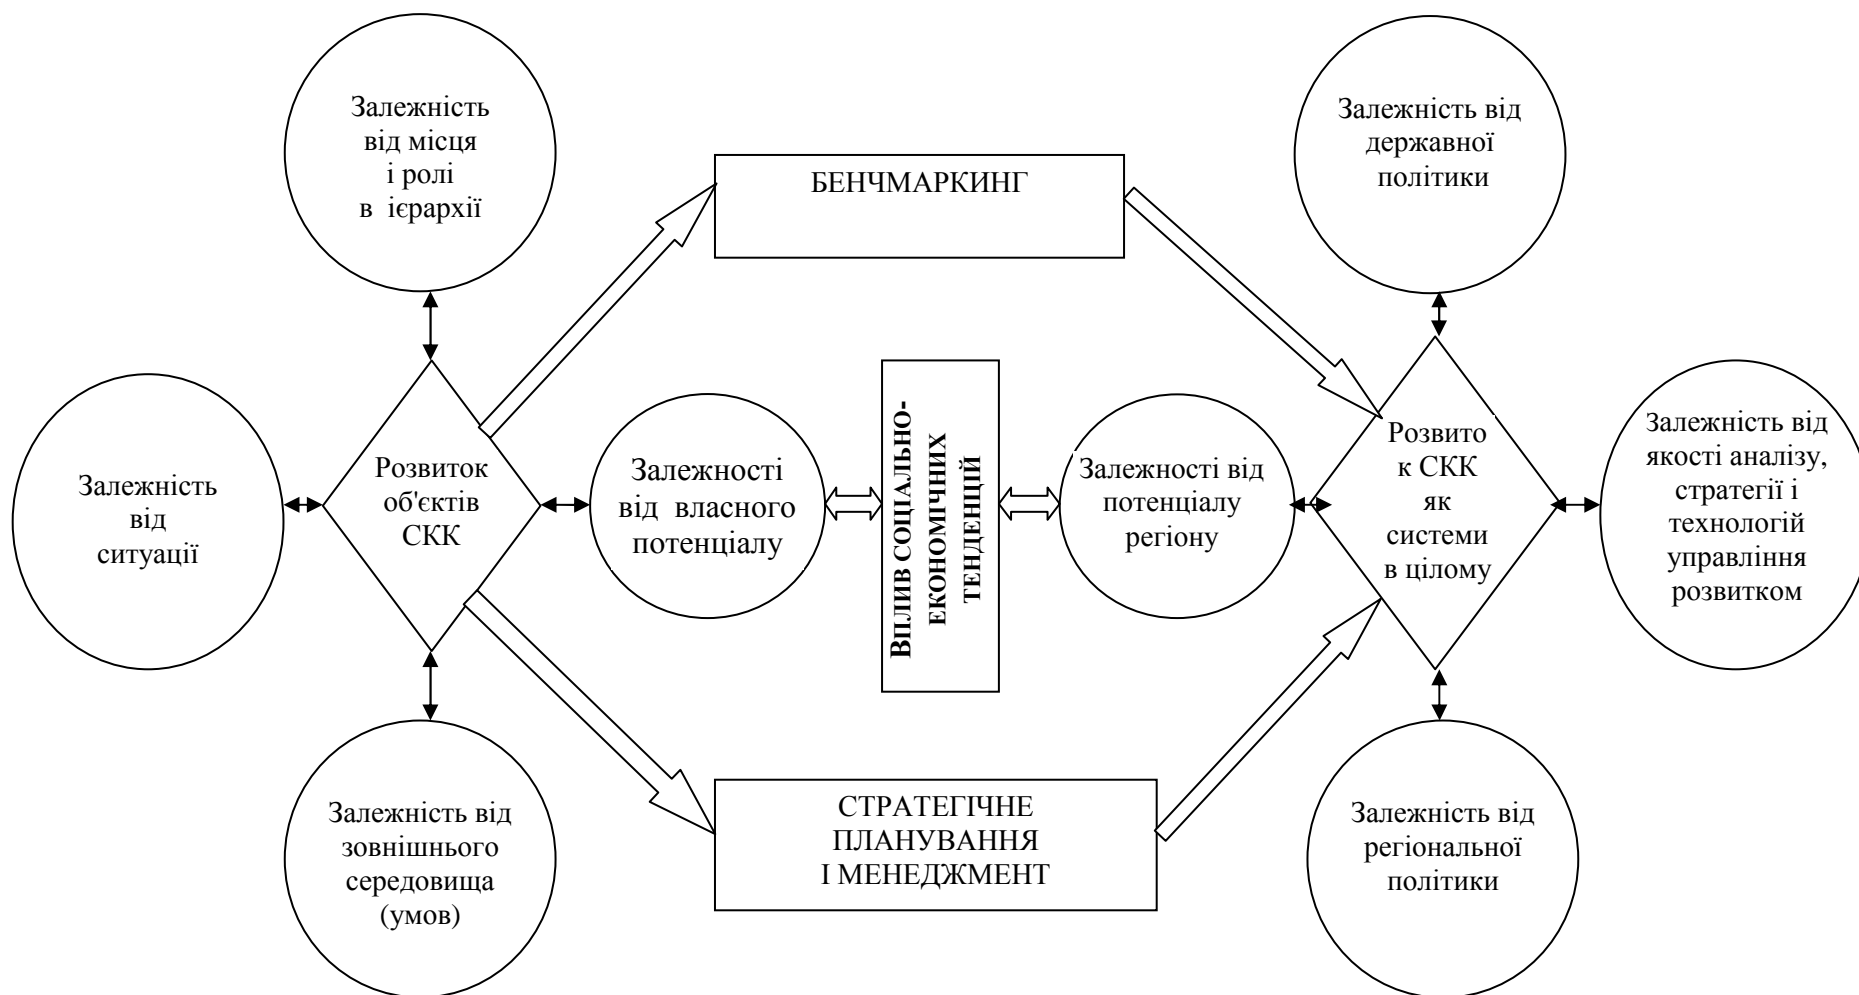 Залежність
від місця
і ролі
в ієрархії
БЕНЧМАРКИНГ
Залежність від
державної
політики
Залежність
від
ситуації
Розвиток
об'єктів
СКК
Залежності
від власного
потенціалу
ВПЛИВ СОЦІАЛЬНО-
ЕКОНОМІЧНИХ
ТЕНДЕНЦІЙ
Залежності від
потенціалу
регіону
Розвито
к СКК
як
системи
в цілому
Залежність від
якості аналізу,
стратегії і
технологій
управління
розвитком
Залежність від
зовнішнього
середовища
(умов)
СТРАТЕГІЧНЕ
ПЛАНУВАННЯ
І МЕНЕДЖМЕНТ
Залежність від
регіональної
політики